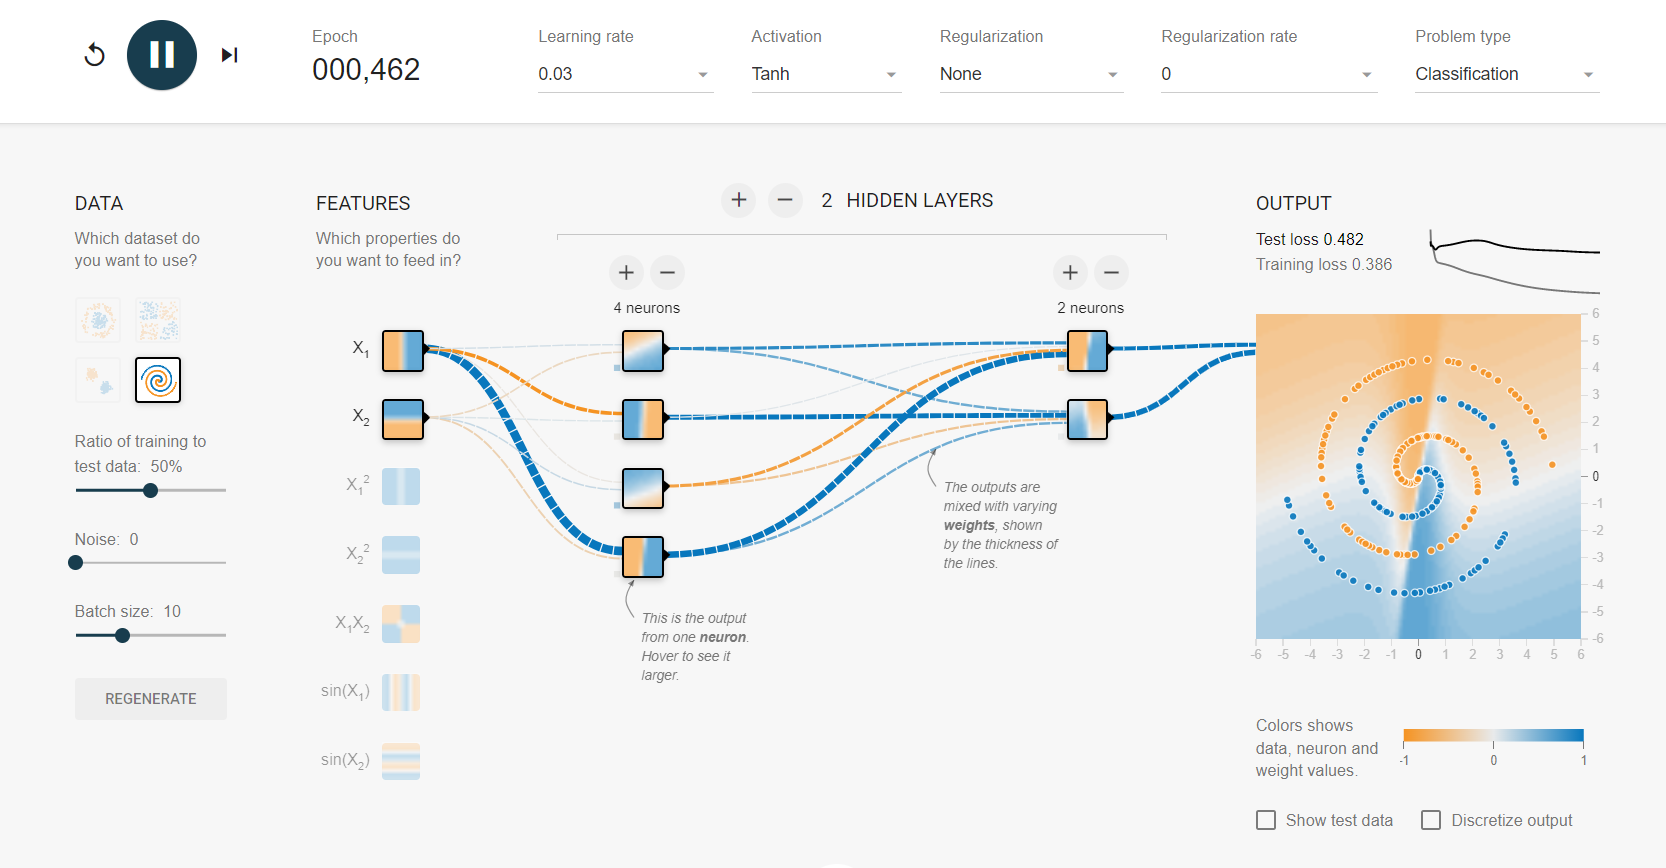 Epoch
000,462
Learning rate
0.03
Activation
Tanh
Regularization
None
Regularization rate
0
Problem type
Classification
DATA
Which dataset do
you want to use?
Ratio of training to
test data: 50%
Noise: 0
Batch size: 10
REGENERATE
FEATURES
Which properties do
you want to feed in?
X1
X2
X1²
X2²
X1X2
sin(X1)
sin(X2)
+ − 2 HIDDEN LAYERS
+ −
4 neurons
+ −
2 neurons
This is the output
from one neuron.
Hover to see it
larger.
The outputs are
mixed with varying
weights, shown
by the thickness of
the lines.
OUTPUT
Test loss 0.482
Training loss 0.386
6
5
4
3
2
1
0
-1
-2
-3
-4
-5
-6
-6 -5 -4 -3 -2 -1 0 1 2 3 4 5 6
Colors shows
data, neuron and
weight values.
-1 0 1
Show test data
Discretize output